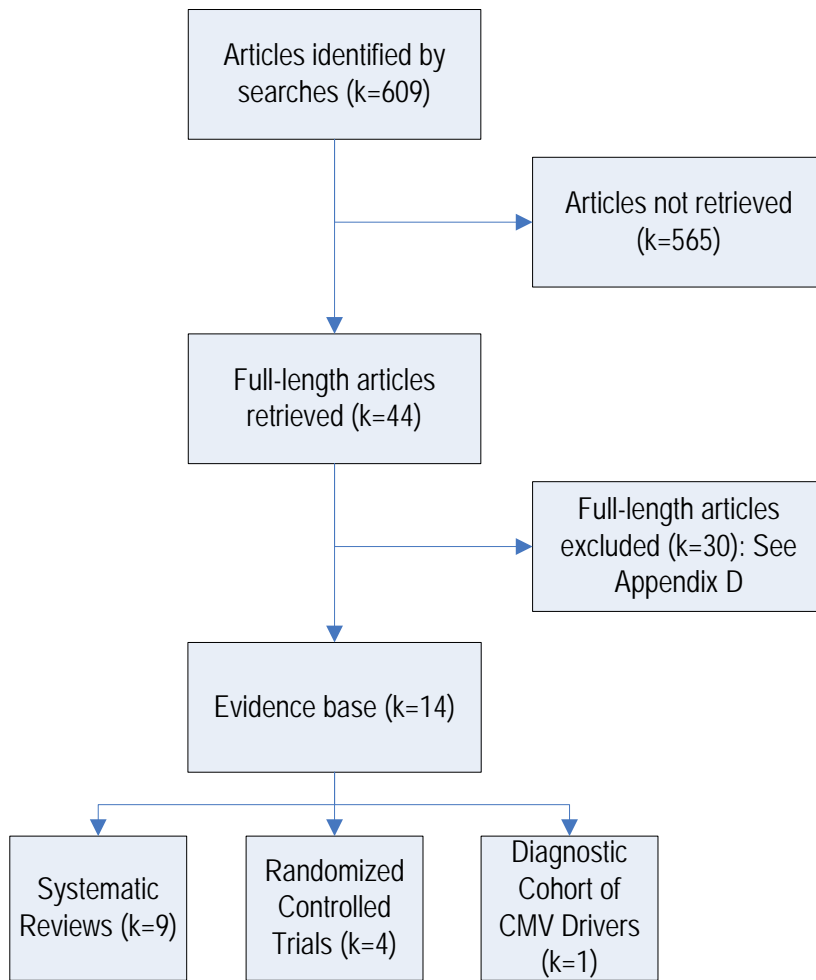 Articles identified by
searches (k=609)
Articles not retrieved
(k=565)
Full-length articles
retrieved (k=44)
Full-length articles
excluded (k=30): See
Appendix D
Evidence base (k=14)
Systematic
Reviews (k=9)
Randomized
Controlled
Trials (k=4)
Diagnostic
Cohort of
CMV Drivers
(k=1)